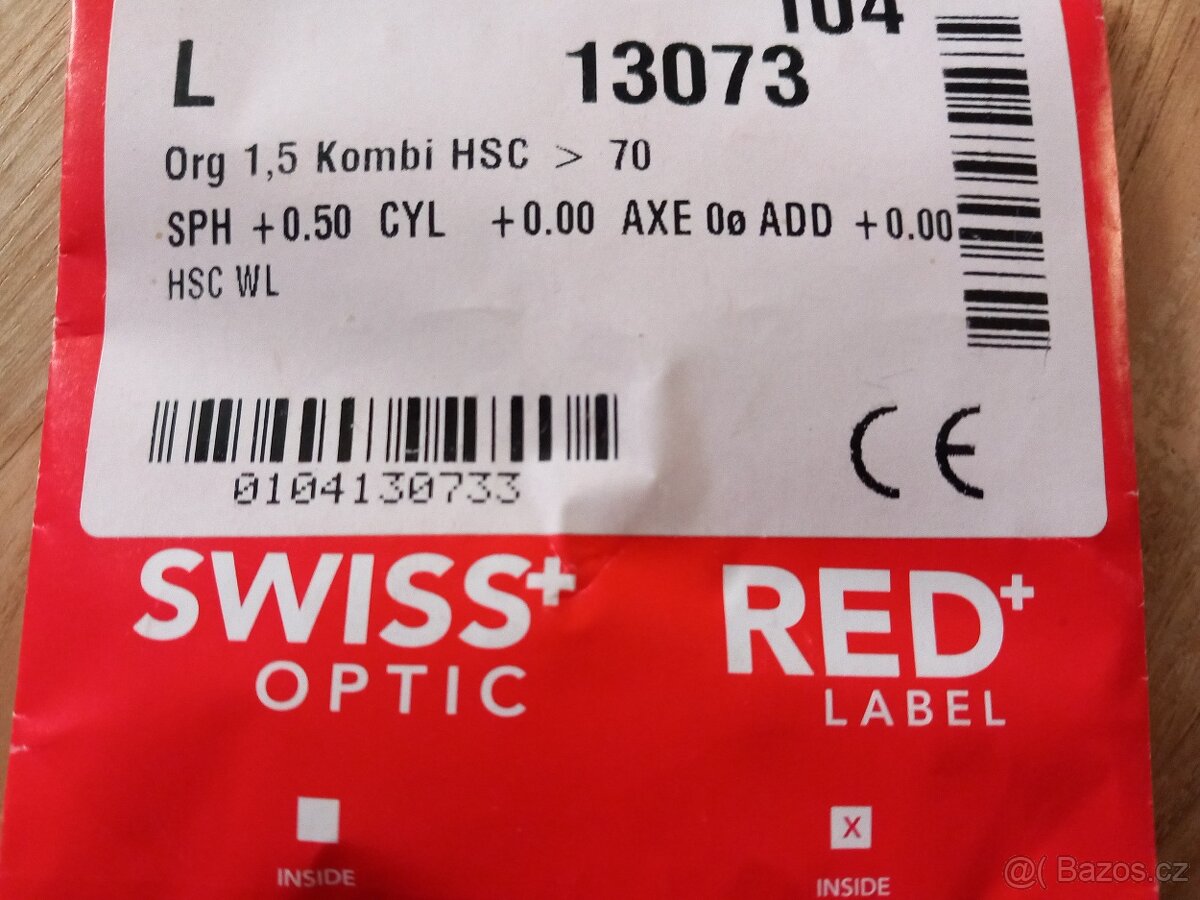 104
L 13073
Org 1,5 Kombi HSC > 70
SPH +0.50 CYL +0.00 AXE 0ø ADD +0.00
HSC WL
0104130733
CE
SWISS+ RED+
OPTIC LABEL
X
INSIDE INSIDE
@( Bazos.cz